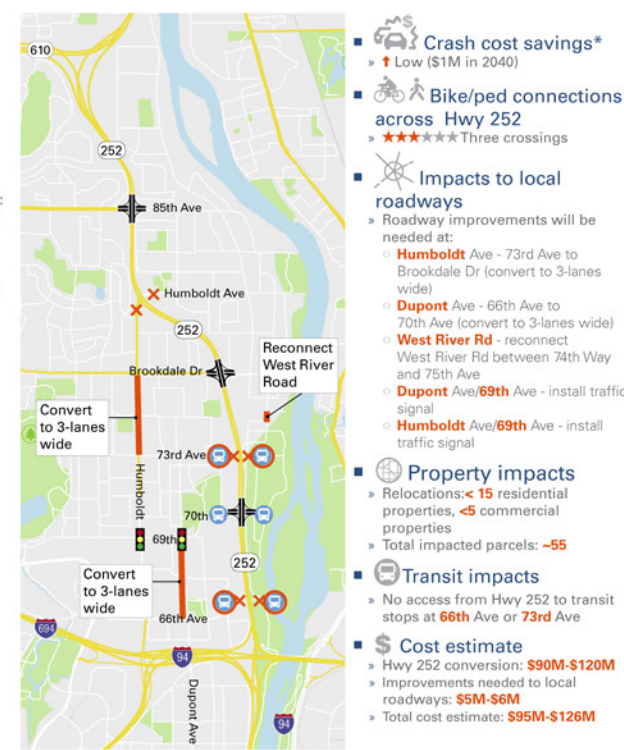 610
252
85th Ave
Humboldt Ave
252
Reconnect
West River
Road
Brookdale Dr
Convert
to 3-lanes
wide
73rd Ave
Humboldt
70th
69th
252
Convert
to 3-lanes
wide
66th Ave
694
94
Dupont Ave
94
Crash cost savings*
» Low ($1M in 2040)
Bike/ped connections
across Hwy 252
» ★★★★★★ Three crossings
Impacts to local
roadways
» Roadway improvements will be
needed at:
○ Humboldt Ave - 73rd Ave to
Brookdale Dr (convert to 3-lanes
wide)
○ Dupont Ave - 66th Ave to
70th Ave (convert to 3-lanes wide)
○ West River Rd - reconnect
West River Rd between 74th Way
and 75th Ave
○ Dupont Ave/69th Ave - install traffic
signal
○ Humboldt Ave/69th Ave - install
traffic signal
Property impacts
» Relocations:< 15 residential
properties, <5 commercial
properties
» Total impacted parcels: ~55
Transit impacts
» No access from Hwy 252 to transit
stops at 66th Ave or 73rd Ave
$ Cost estimate
» Hwy 252 conversion: $90M-$120M
» Improvements needed to local
roadways: $5M-$6M
» Total cost estimate: $95M-$126M